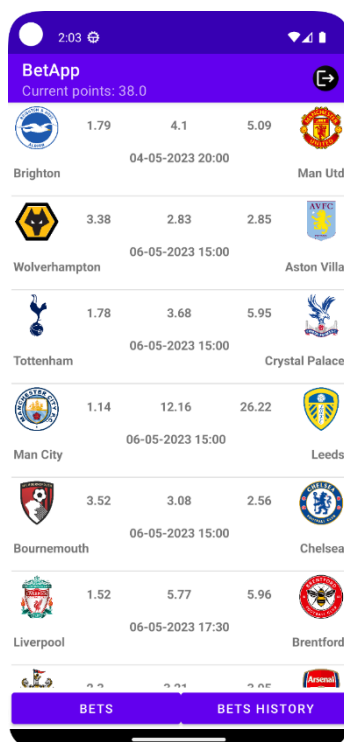 2:03
BetApp
Current points: 38.0
1.79 4.1 5.09
04-05-2023 20:00
Brighton Man Utd
3.38 2.83 2.85
06-05-2023 15:00
Wolverhampton Aston Villa
1.78 3.68 5.95
06-05-2023 15:00
Tottenham Crystal Palace
1.14 12.16 26.22
06-05-2023 15:00
Man City Leeds
3.52 3.08 2.56
06-05-2023 15:00
Bournemouth Chelsea
1.52 5.77 5.96
06-05-2023 17:30
Liverpool Brentford
Arsenal
BETS BETS HISTORY